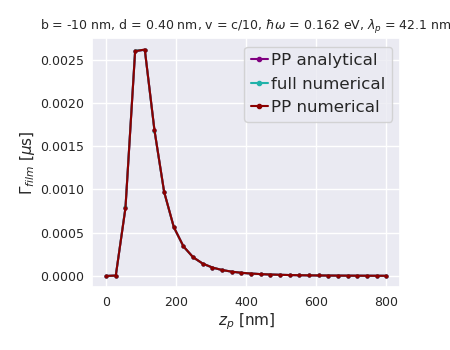 b = -10 nm, d = 0.40 nm, v = c/10, ℏω = 0.162 eV, λp = 42.1 nm
PP analytical
full numerical
PP numerical
Γfilm [μs]
0.0025
0.0020
0.0015
0.0010
0.0005
0.0000
0 200 400 600 800
zp [nm]